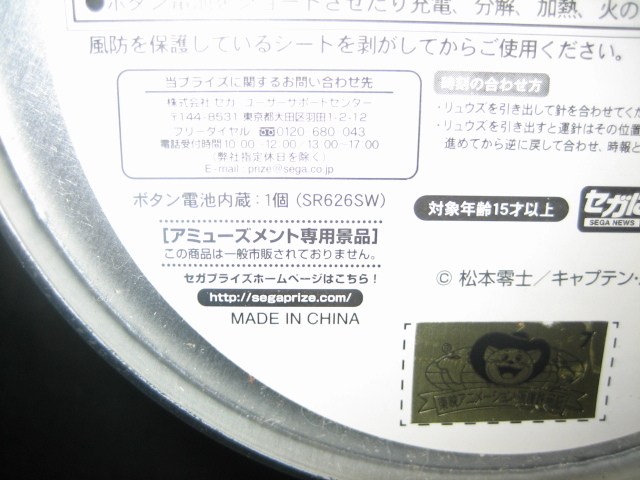 風防を保護しているシートを剥がしてからご使用ください。
当プライズに関するお問い合わせ先
株式会社 セガ ユーザーサポートセンター
〒144-8531 東京都大田区羽田1-2-12
フリーダイヤル 0120 680 043
電話受付時間10:00-12:00、13:00~17:00
(弊社指定休日を除く)
E-mail : prize@sega.co.jp
時刻の合わせ方
・リュウズを引き出して針を合わせてくだ
・リュウズを引き出すと運針はその位置
進めてから逆に戻して合わせ、時報と
ボタン電池内蔵:1個(SR626SW)
対象年齢15才以上
セガに
SEGA NEWS
[アミューズメント専用景品]
この商品は一般市販されておりません。
セガプライズホームページはこちら!
http://segaprize.com/
MADE IN CHINA
© 松本零士/キャプテン